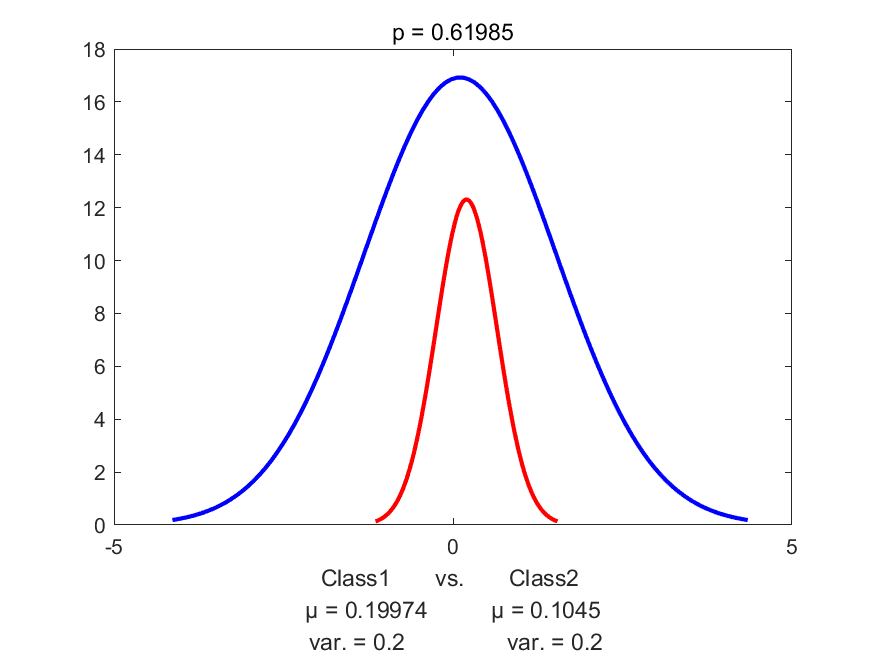 p = 0.61985
18
16
14
12
10
8
6
4
2
0
-5 0 5
Class1 vs. Class2
μ = 0.19974 μ = 0.1045
var. = 0.2 var. = 0.2